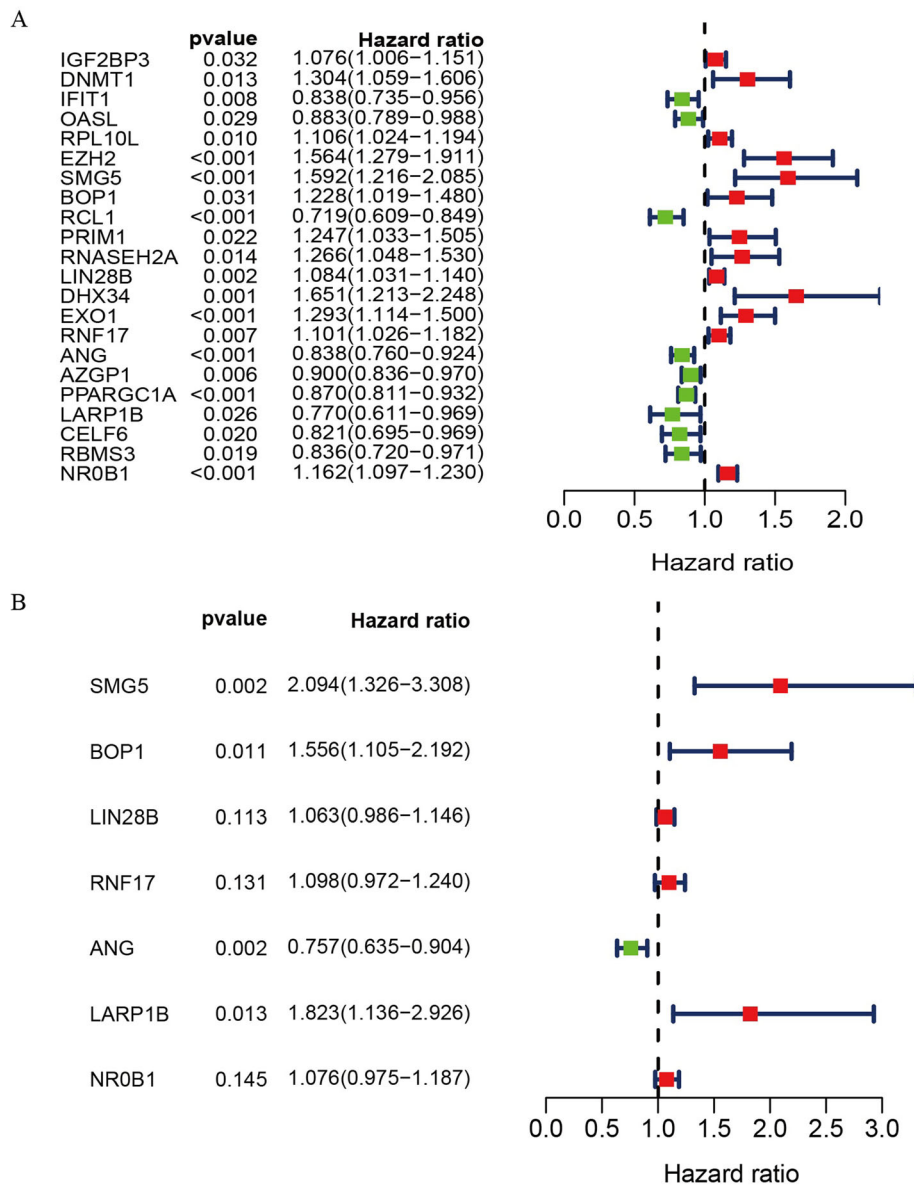 A
pvalue Hazard ratio
IGF2BP3 0.032 1.076(1.006−1.151)
DNMT1 0.013 1.304(1.059−1.606)
IFIT1 0.008 0.838(0.735−0.956)
OASL 0.029 0.883(0.789−0.988)
RPL10L 0.010 1.106(1.024−1.194)
EZH2 <0.001 1.564(1.279−1.911)
SMG5 <0.001 1.592(1.216−2.085)
BOP1 0.031 1.228(1.019−1.480)
RCL1 <0.001 0.719(0.609−0.849)
PRIM1 0.022 1.247(1.033−1.505)
RNASEH2A 0.014 1.266(1.048−1.530)
LIN28B 0.002 1.084(1.031−1.140)
DHX34 0.001 1.651(1.213−2.248)
EXO1 <0.001 1.293(1.114−1.500)
RNF17 0.007 1.101(1.026−1.182)
ANG <0.001 0.838(0.760−0.924)
AZGP1 0.006 0.900(0.836−0.970)
PPARGC1A <0.001 0.870(0.811−0.932)
LARP1B 0.026 0.770(0.611−0.969)
CELF6 0.020 0.821(0.695−0.969)
RBMS3 0.019 0.836(0.720−0.971)
NR0B1 <0.001 1.162(1.097−1.230)
0.0 0.5 1.0 1.5 2.0
Hazard ratio
B
pvalue Hazard ratio
SMG5 0.002 2.094(1.326−3.308)
BOP1 0.011 1.556(1.105−2.192)
LIN28B 0.113 1.063(0.986−1.146)
RNF17 0.131 1.098(0.972−1.240)
ANG 0.002 0.757(0.635−0.904)
LARP1B 0.013 1.823(1.136−2.926)
NR0B1 0.145 1.076(0.975−1.187)
0.0 0.5 1.0 1.5 2.0 2.5 3.0
Hazard ratio